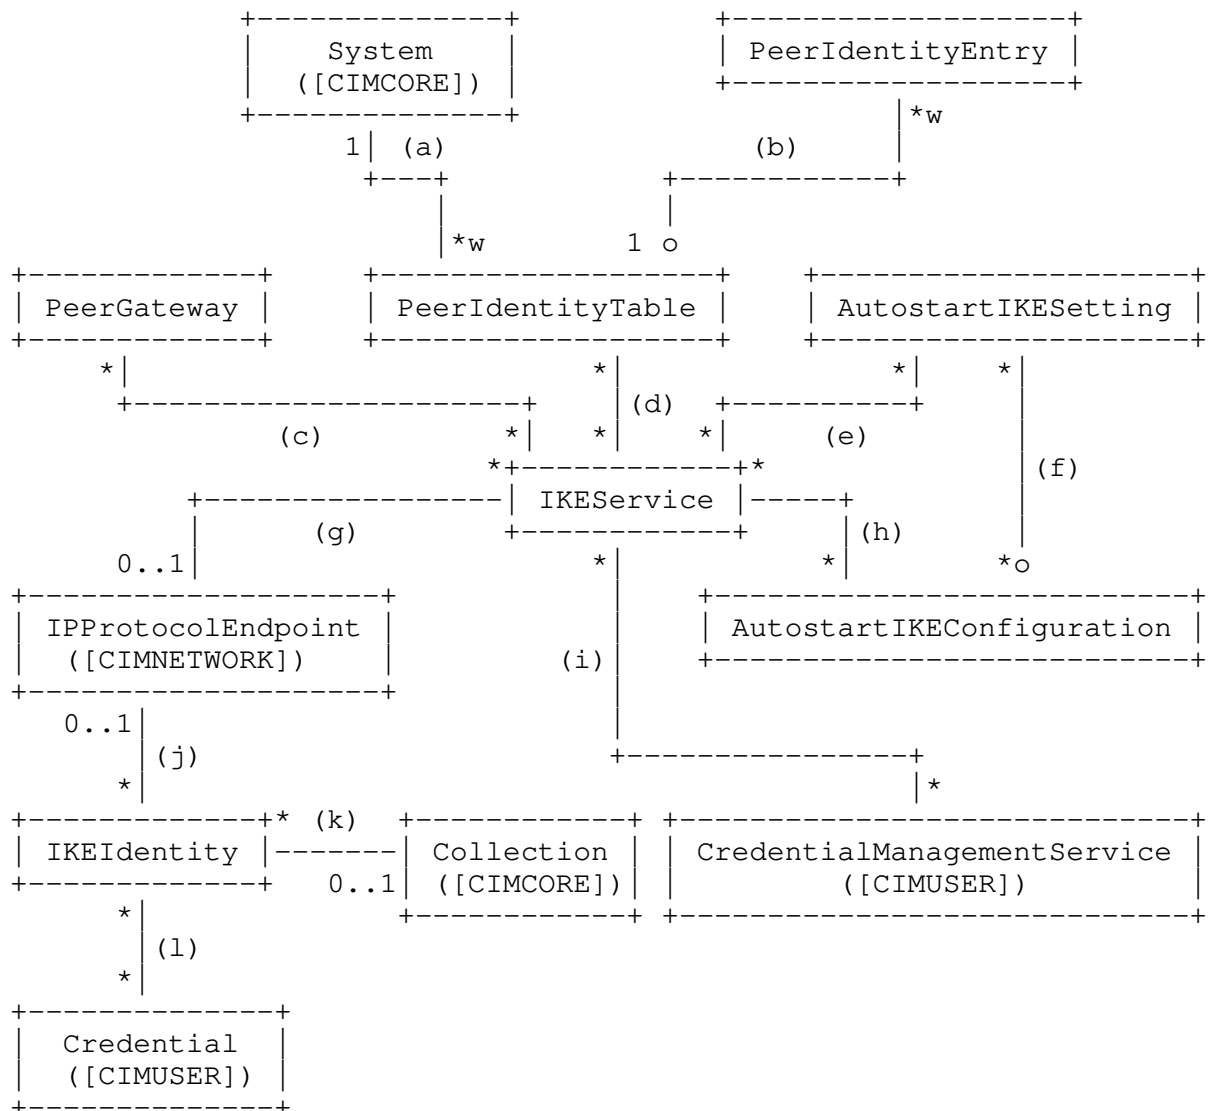 System PeerIdentityEntry
([CIMCORE])
*w
1 (a) (b)
*w 1 o
PeerGateway PeerIdentityTable AutostartIKESetting
* * * *
(d)
(c) * * * (e)
* * (f)
IKEService
(g) (h)
0..1 * * *o
IPProtocolEndpoint AutostartIKEConfiguration
([CIMNETWORK]) (i)
0..1
(j)
* *
* (k)
IKEIdentity Collection CredentialManagementService
0..1 ([CIMCORE]) ([CIMUSER])
*
(l)
*
Credential
([CIMUSER])